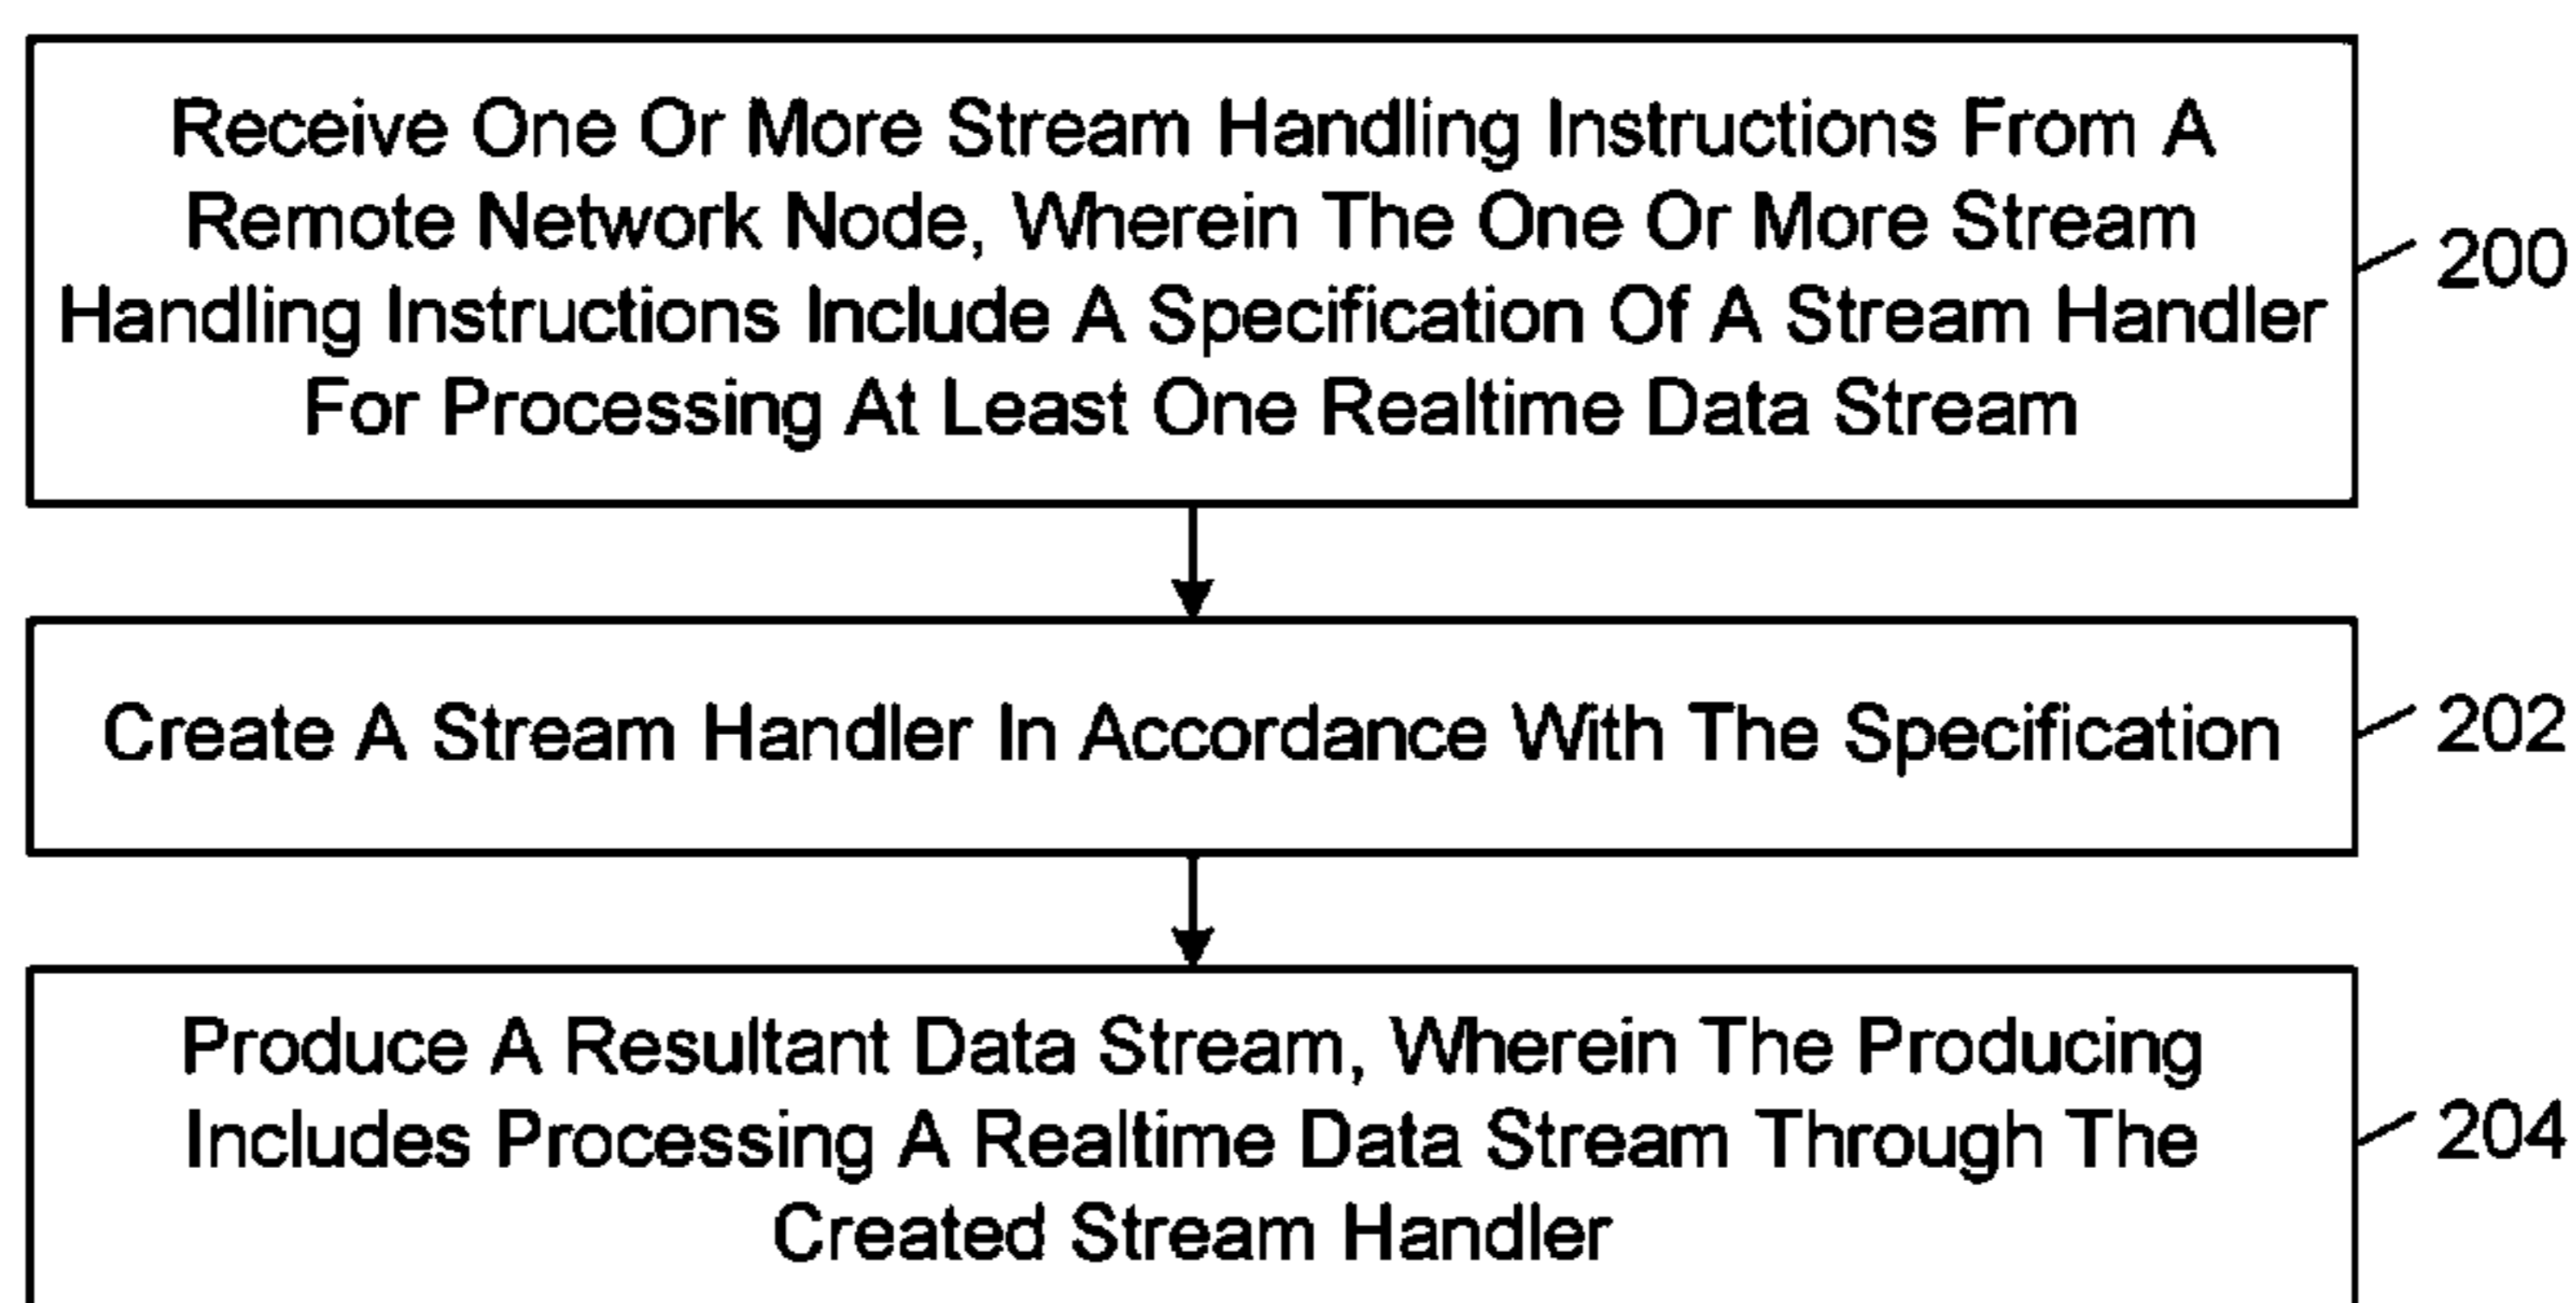 Receive One Or More Stream Handling Instructions From A
Remote Network Node, Wherein The One Or More Stream
Handling Instructions Include A Specification Of A Stream Handler
For Processing At Least One Realtime Data Stream
200
Create A Stream Handler In Accordance With The Specification
202
Produce A Resultant Data Stream, Wherein The Producing
Includes Processing A Realtime Data Stream Through The
Created Stream Handler
204